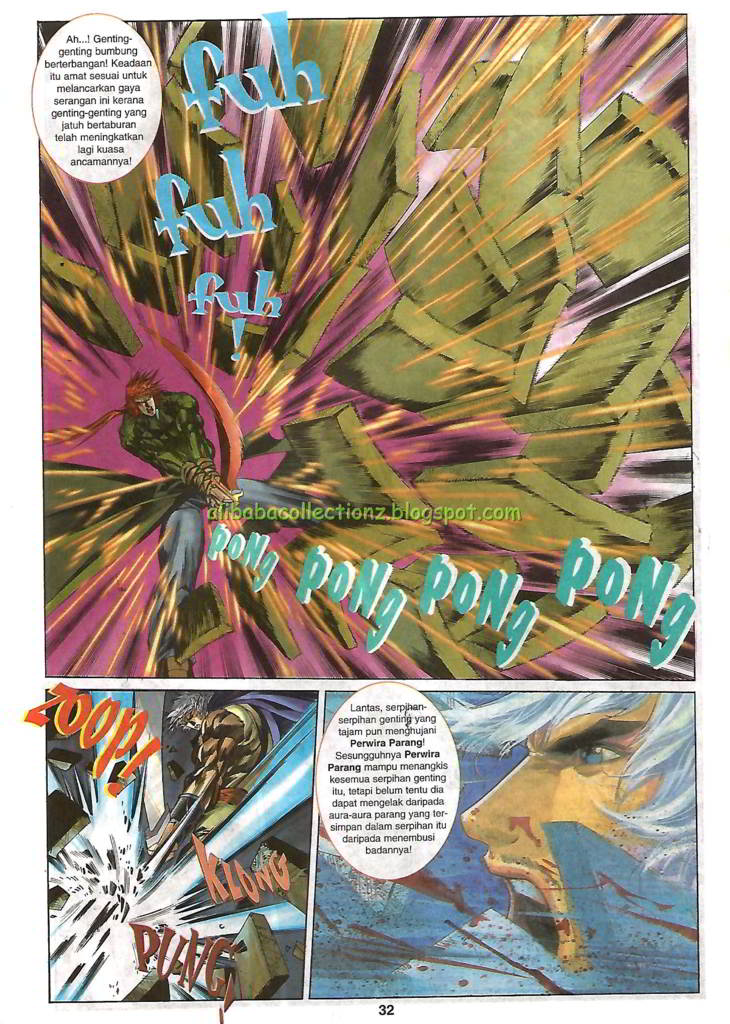 Ah...! Genting-
genting bumbung
berterbangan! Keadaan
itu amat sesuai untuk
melancarkan gaya
serangan ini kerana
genting-genting yang
jatuh bertaburan
telah meningkatkan
lagi kuasa
ancamannya!
fuh
fuh
fuh
!
alibabacollectionz.blogspot.com
PONG PONG PONG PONG
ZOOP!
KLONG
PUNG!
Lantas, serpihan-
serpihan genting yang
tajam pun menghujani
Perwira Parang!
Sesungguhnya Perwira
Parang mampu menangkis
kesemua serpihan genting
itu, tetapi belum tentu dia
dapat mengelak daripada
aura-aura parang yang ter-
simpan dalam serpihan itu
daripada menembusi
badannya!
32